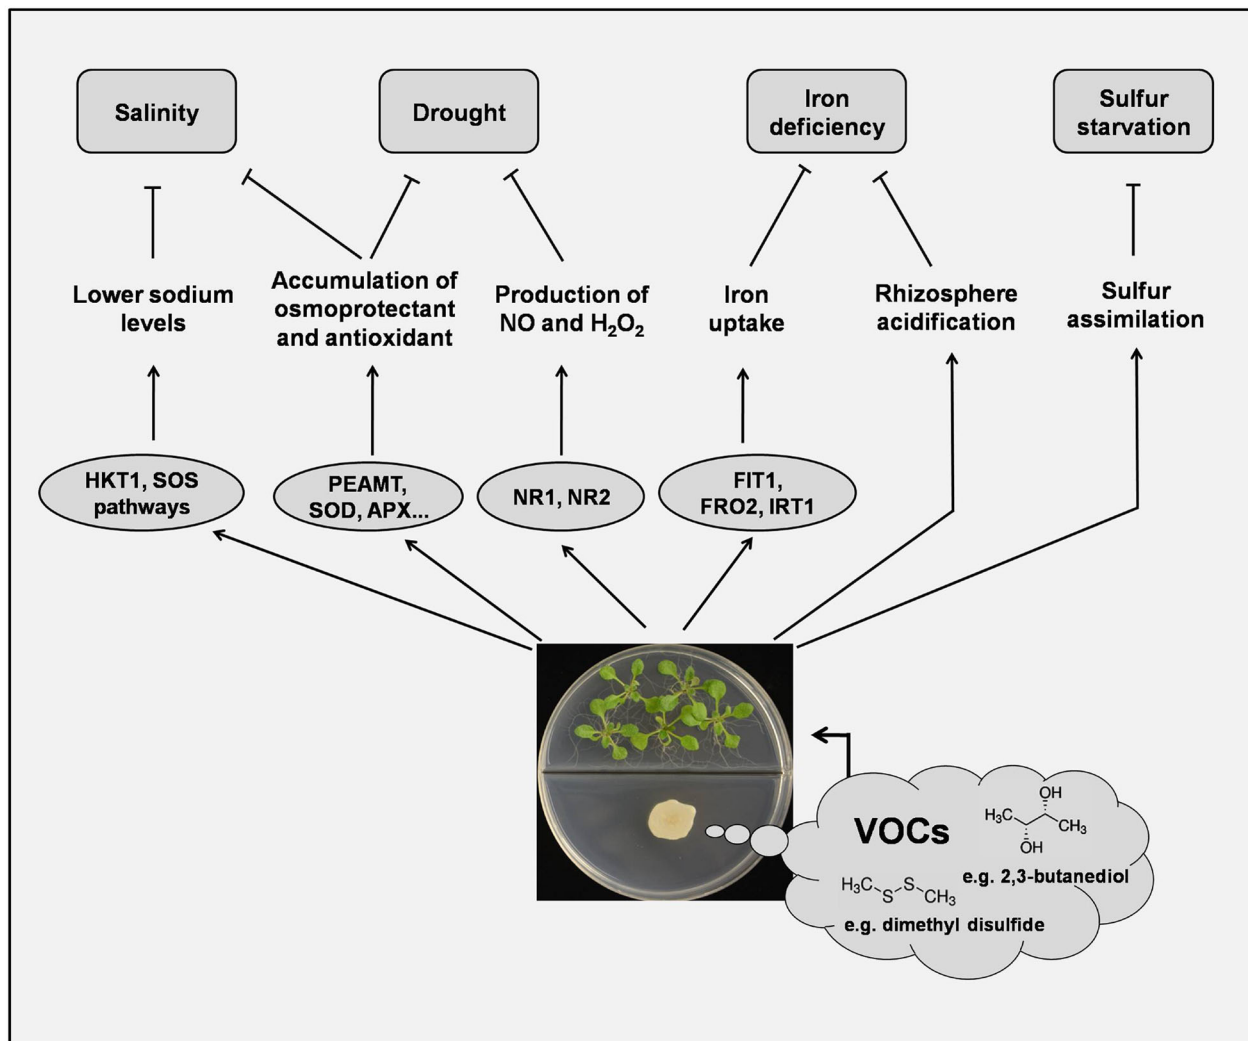 Salinity
Drought
Iron
deficiency
Sulfur
starvation
Lower sodium
levels
Accumulation of
osmoprotectant
and antioxidant
Production of
NO and H₂O₂
Iron
uptake
Rhizosphere
acidification
Sulfur
assimilation
HKT1, SOS
pathways
PEAMT,
SOD, APX...
NR1, NR2
FIT1,
FRO2, IRT1
VOCs
OH
H₃C
CH₃
OH
e.g. 2,3-butanediol
H₃C
S
S
CH₃
e.g. dimethyl disulfide